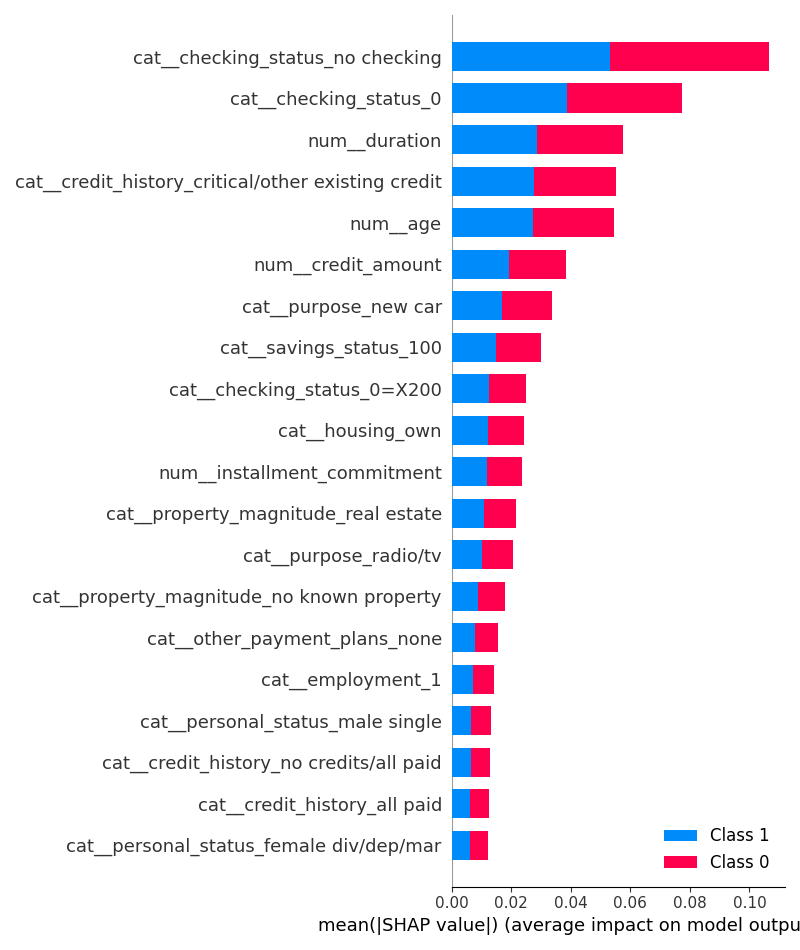 cat__checking_status_no checking
cat__checking_status_0
num__duration
cat__credit_history_critical/other existing credit
num__age
num__credit_amount
cat__purpose_new car
cat__savings_status_100
cat__checking_status_0=X200
cat__housing_own
num__installment_commitment
cat__property_magnitude_real estate
cat__purpose_radio/tv
cat__property_magnitude_no known property
cat__other_payment_plans_none
cat__employment_1
cat__personal_status_male single
cat__credit_history_no credits/all paid
cat__credit_history_all paid
cat__personal_status_female div/dep/mar
Class 1
Class 0
0.00 0.02 0.04 0.06 0.08 0.10
mean(|SHAP value|) (average impact on model outpu